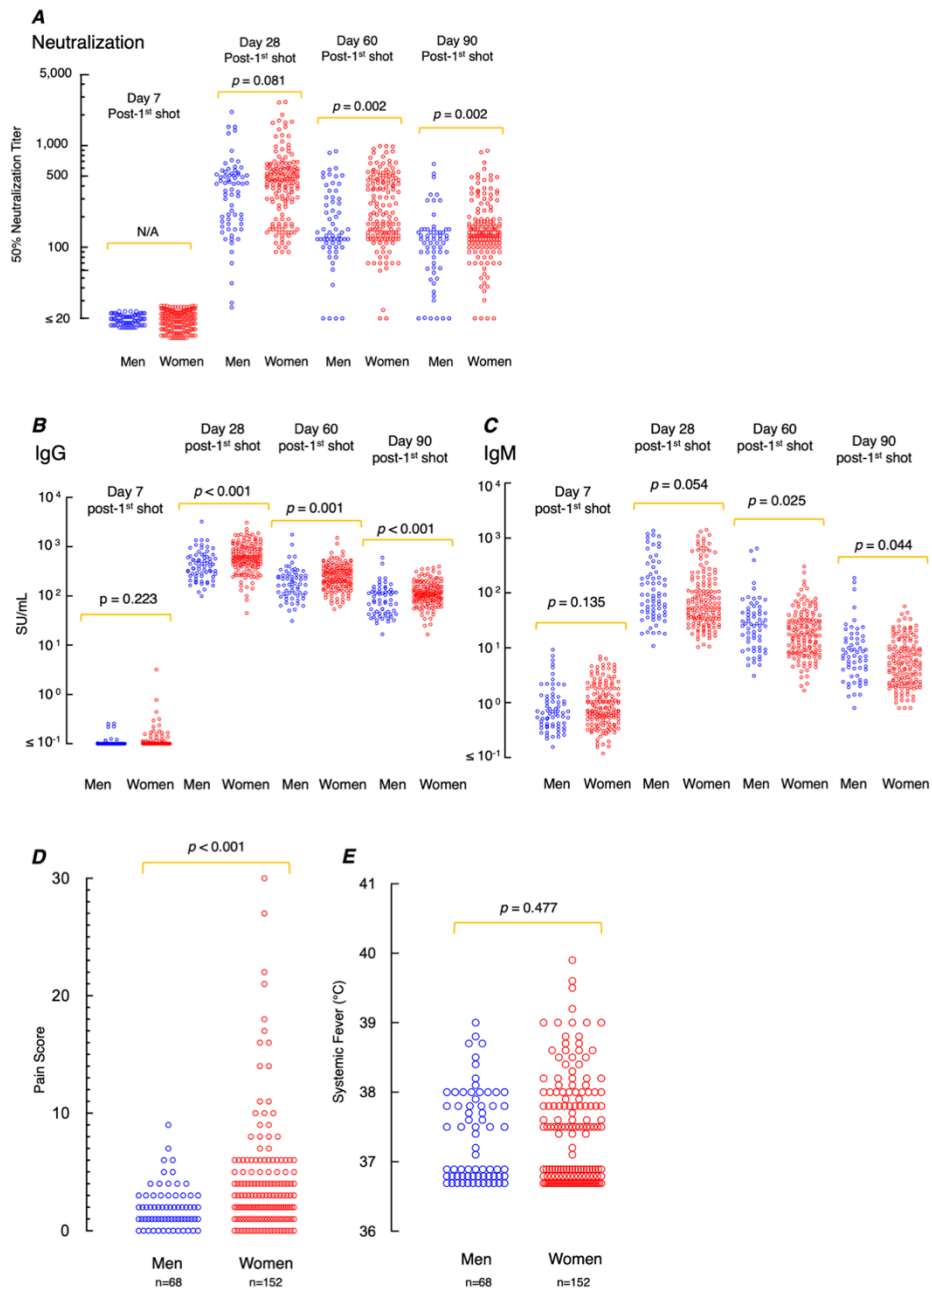 A
Neutralization
Day 28
Post-1st shot
Day 60
Post-1st shot
Day 90
Post-1st shot
Day 7
Post-1st shot
p = 0.081
p = 0.002
p = 0.002
N/A
50% Neutralization Titer
5,000
1,000
500
100
≤ 20
Men Women Men Women Men Women Men Women
B
IgG
Day 28
post-1st shot
Day 60
post-1st shot
Day 90
post-1st shot
Day 7
post-1st shot
p < 0.001
p = 0.001
p < 0.001
p = 0.223
SU/mL
10^4
10^3
10^2
10^1
10^0
≤ 10^-1
Men Women Men Women Men Women Men Women
C
IgM
Day 28
post-1st shot
Day 60
post-1st shot
Day 90
post-1st shot
Day 7
post-1st shot
p = 0.054
p = 0.025
p = 0.044
p = 0.135
10^4
10^3
10^2
10^1
10^0
≤ 10^-1
Men Women Men Women Men Women Men Women
D
p < 0.001
Pain Score
30
20
10
0
Men Women
n=68 n=152
E
p = 0.477
Systemic Fever (°C)
41
40
39
38
37
36
Men Women
n=68 n=152